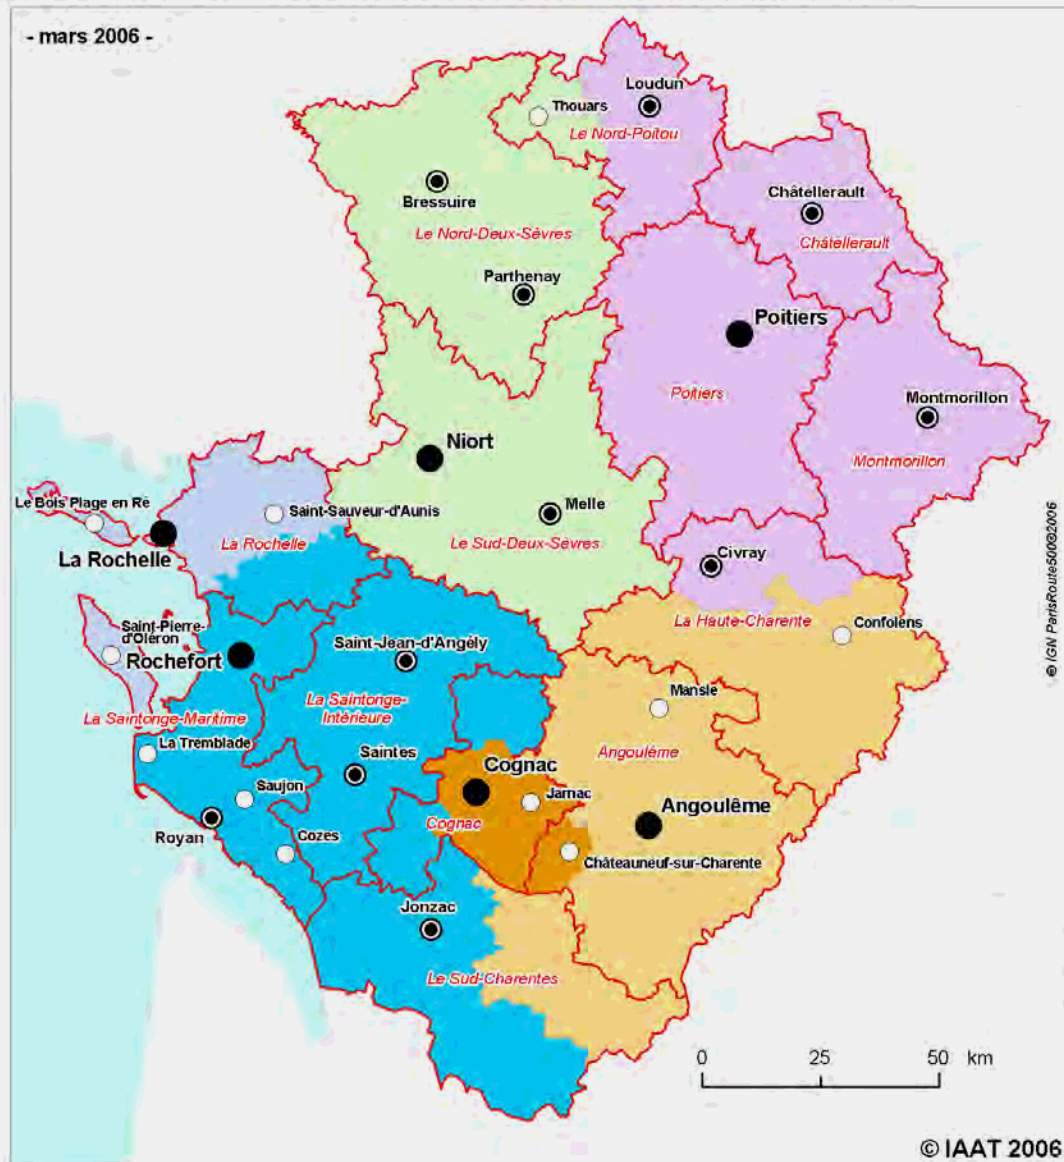 - mars 2006 -
Loudun
Thouars
Le Nord-Poitou
Châtellerault
Bressuire
Le Nord-Deux-Sèvres
Châtellerault
Parthenay
Poitiers
Poitiers
Montmorillon
Niort
Montmorillon
Le Bois Plage en Ré
Saint-Sauveur-d'Aunis
Melle
La Rochelle
Le Sud-Deux-Sèvres
La Rochelle
Civray
© IGN ParisRoute500®2006
La Haute-Charente
Confolens
Saint-Pierre-
d'Oléron
Rochefort
Saint-Jean-d'Angély
Mansle
La Saintonge-
Intérieure
La Saintonge-Maritime
La Tremblade
Angoulême
Saintes
Cognac
Saujon
Jarnac
Angoulême
Royan
Cozes
Cognac
Châteauneuf-sur-Charente
Jonzac
Le Sud-Charentes
0 25 50 km
© IAAT 2006